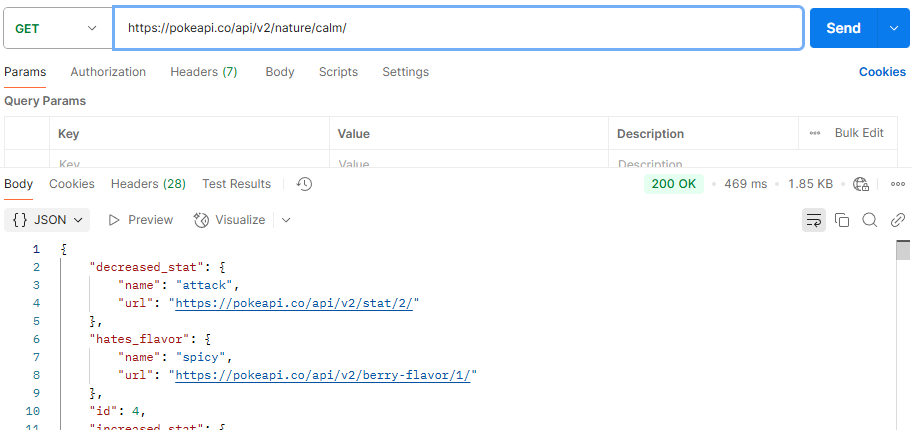 GET https://pokeapi.co/api/v2/nature/calm/ Send
Params Authorization Headers (7) Body Scripts Settings Cookies
Query Params
Key Value Description Bulk Edit
Key Value Description
Body Cookies Headers (28) Test Results 200 OK 469 ms 1.85 KB
{} JSON Preview Visualize
1 {
2 "decreased_stat": {
3 "name": "attack",
4 "url": "https://pokeapi.co/api/v2/stat/2/"
5 },
6 "hates_flavor": {
7 "name": "spicy",
8 "url": "https://pokeapi.co/api/v2/berry-flavor/1/"
9 },
10 "id": 4,
11 "increased_stat": {